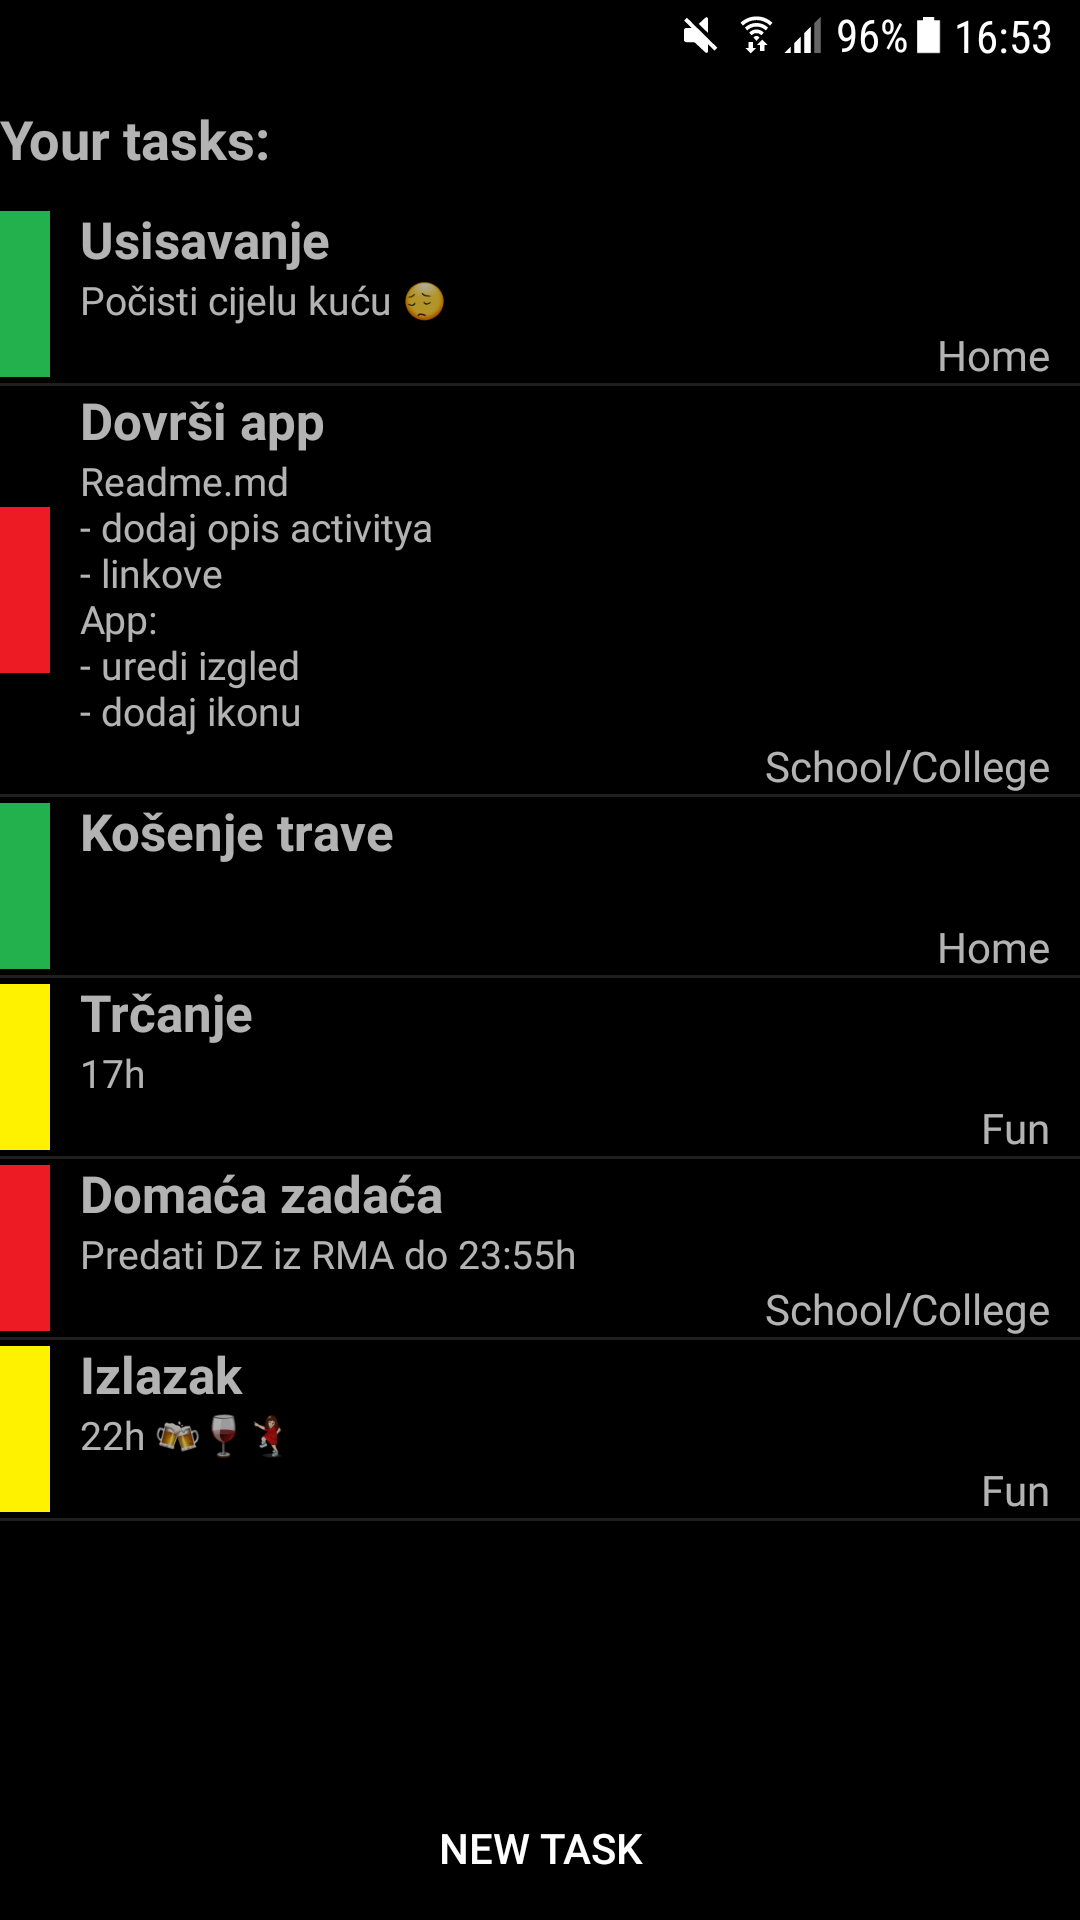 96% 16:53
Your tasks:
Usisavanje
Počisti cijelu kuću 😔
Home
Dovrši app
Readme.md
- dodaj opis activitya
- linkove
App:
- uredi izgled
- dodaj ikonu
School/College
Košenje trave
Home
Trčanje
17h
Fun
Domaća zadaća
Predati DZ iz RMA do 23:55h
School/College
Izlazak
22h 🍻🍷💃
Fun
NEW TASK